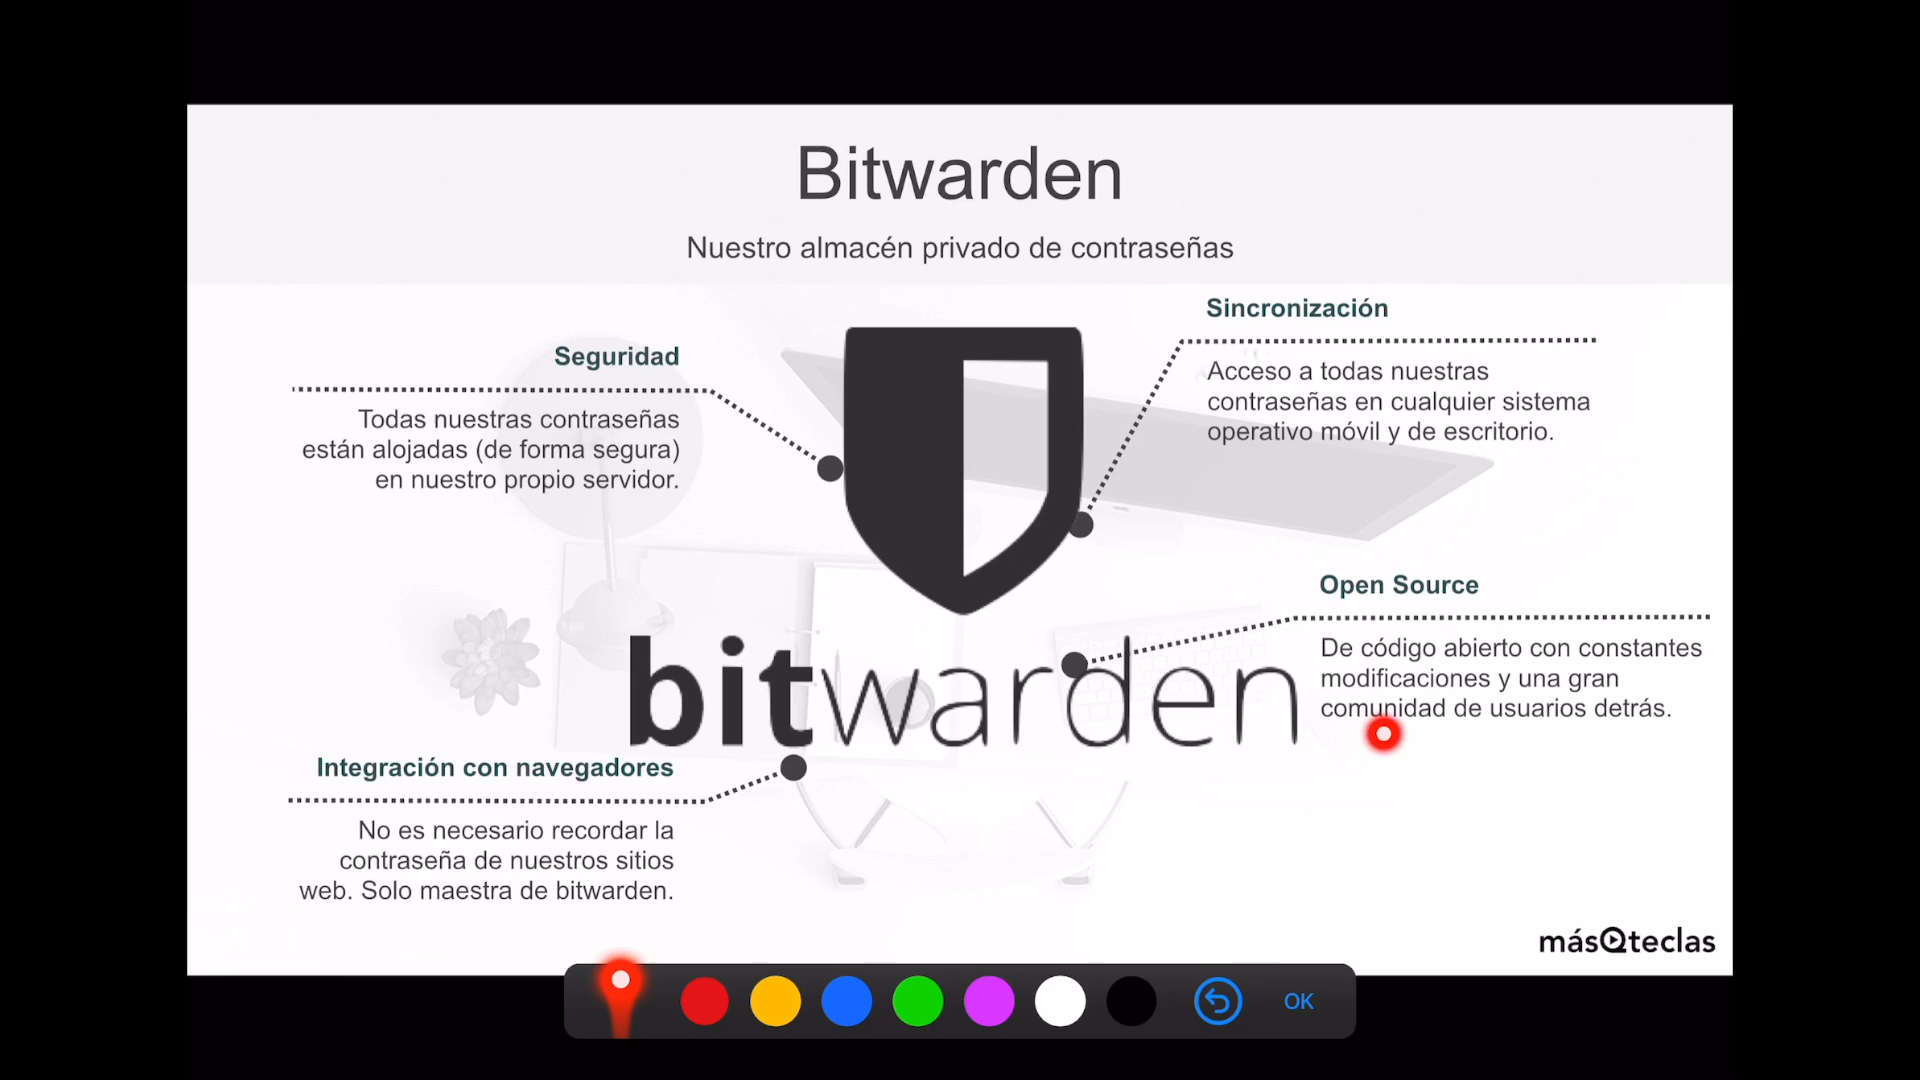 Bitwarden
Nuestro almacén privado de contraseñas
Seguridad
Todas nuestras contraseñas
están alojadas (de forma segura)
en nuestro propio servidor.
Sincronización
Acceso a todas nuestras
contraseñas en cualquier sistema
operativo móvil y de escritorio.
Open Source
De código abierto con constantes
modificaciones y una gran
comunidad de usuarios detrás.
bitwarden
Integración con navegadores
No es necesario recordar la
contraseña de nuestros sitios
web. Solo maestra de bitwarden.
másQteclas
OK